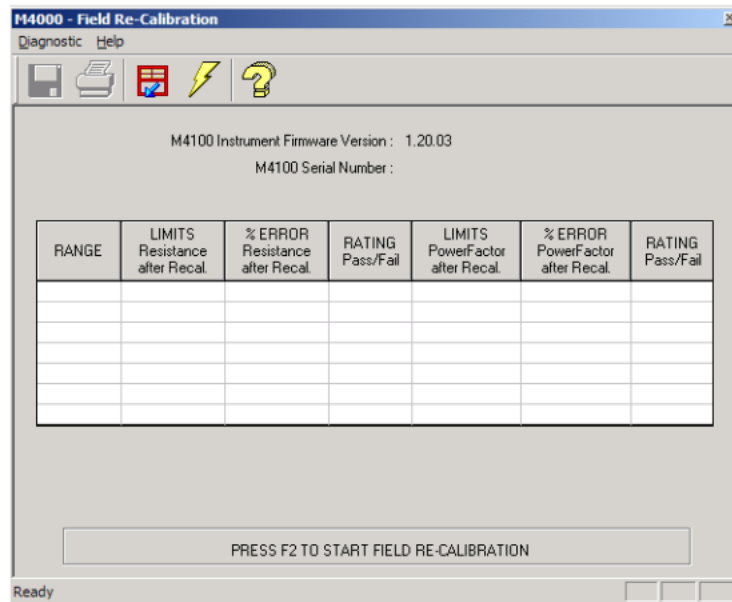 M4000 - Field Re-Calibration
Diagnostic Help
M4100 Instrument Firmware Version : 1.20.03
M4100 Serial Number :
RANGE
LIMITS
Resistance
after Recal.
% ERROR
Resistance
after Recal.
RATING
Pass/Fail
LIMITS
PowerFactor
after Recal.
% ERROR
PowerFactor
after Recal.
RATING
Pass/Fail
PRESS F2 TO START FIELD RE-CALIBRATION
Ready